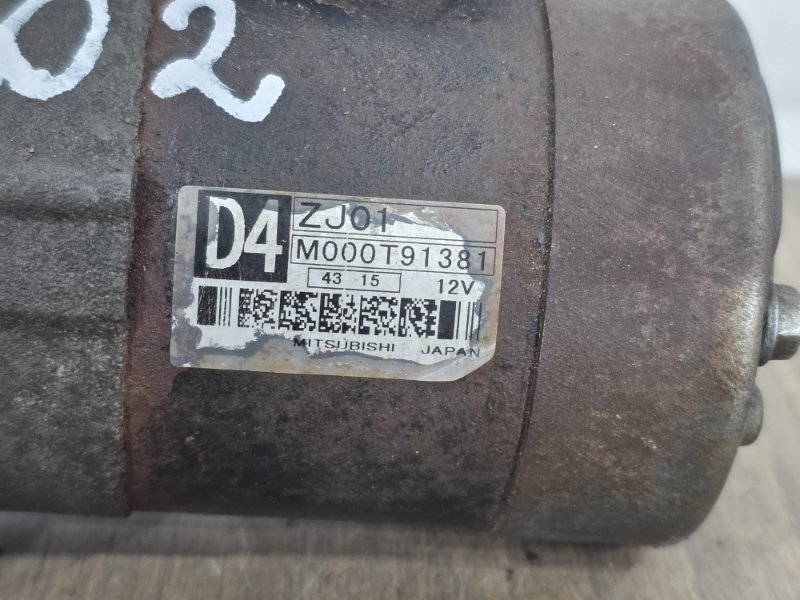 02
D4
ZJ01
M000T91381
43 15 12V
MITSUBISHI JAPAN